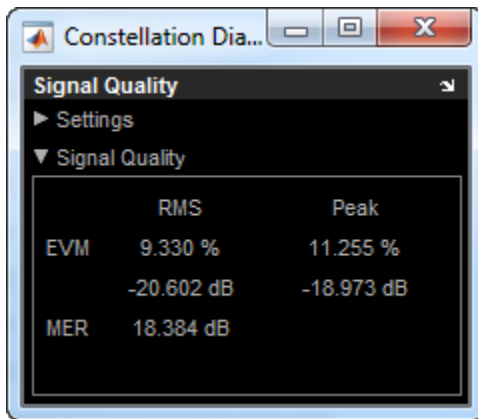 Constellation Dia...
Signal Quality
Settings
Signal Quality
RMS Peak
EVM 9.330 % 11.255 %
-20.602 dB -18.973 dB
MER 18.384 dB